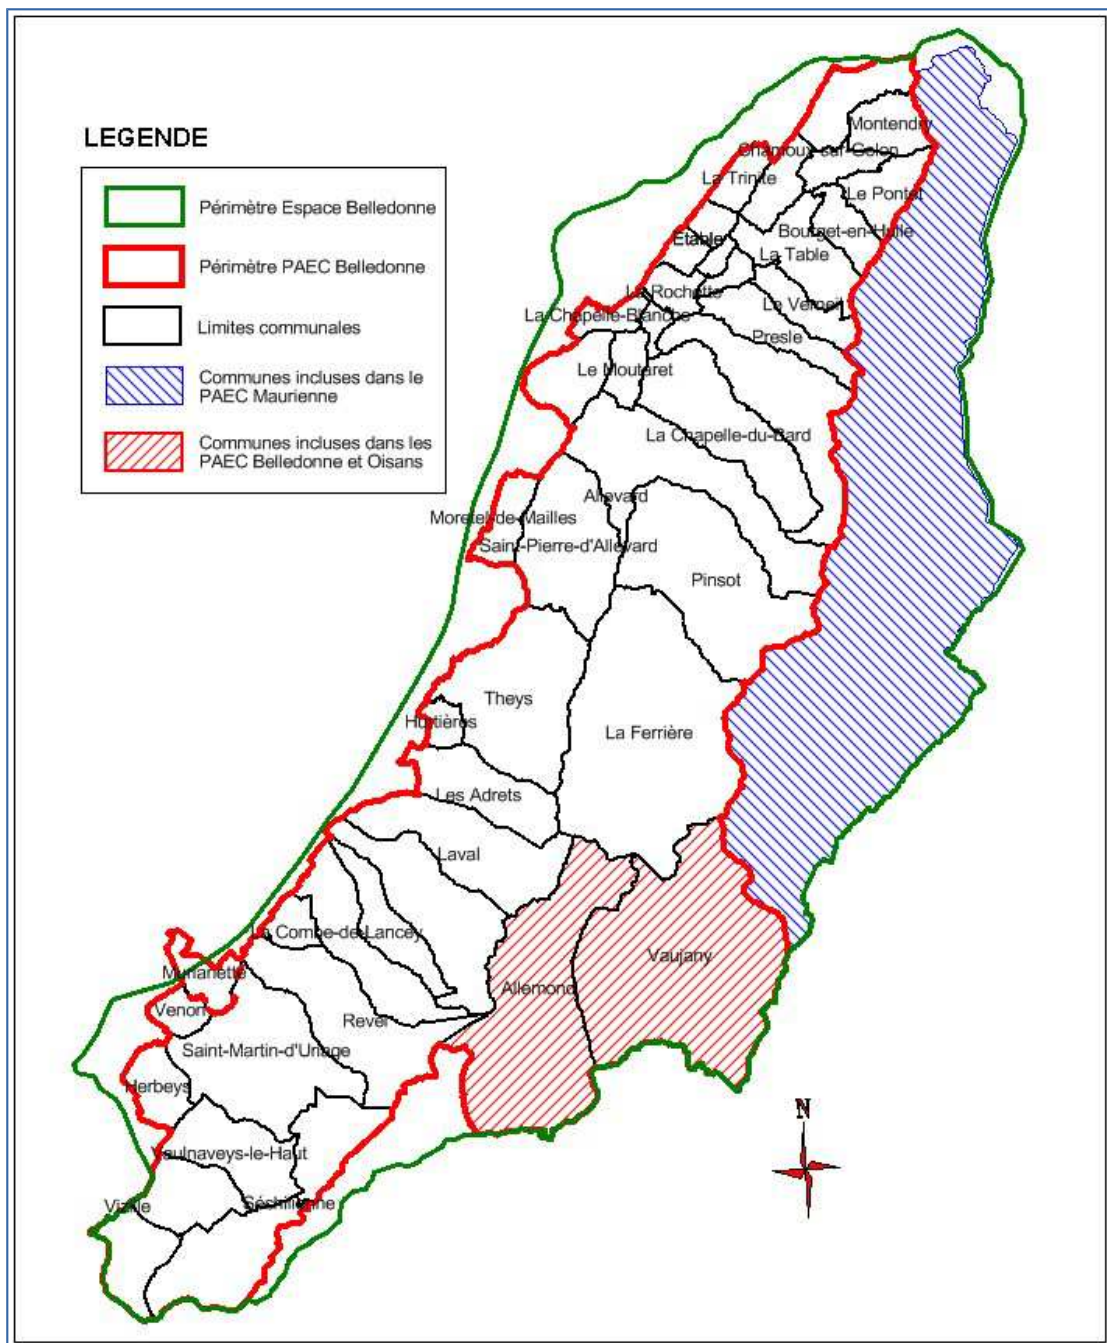 LEGENDE
Périmètre Espace Belledonne
Périmètre PAEC Belledonne
Limites communales
Communes incluses dans le
PAEC Maurienne
Communes incluses dans les
PAEC Belledonne et Oisans
Montendry
Chamoux-sur-Gelon
La Trinite
Le Pontet
Bourget-en-Huile
Etable
La Table
La Rochette
Le Verneil
La Chapelle-Blanche
Presle
Le Moutaret
La Chapelle-du-Bard
Allevard
Moretel-de-Mailles
Saint-Pierre-d'Allevard
Pinsot
Theys
Hurtières
La Ferrière
Les Adrets
Laval
La Combe-de-Lancey
Vaujany
Murianette
Allemond
Venon
Revel
Saint-Martin-d'Uriage
Herbeys
N
Vaulnaveys-le-Haut
Vizille
Séchilienne